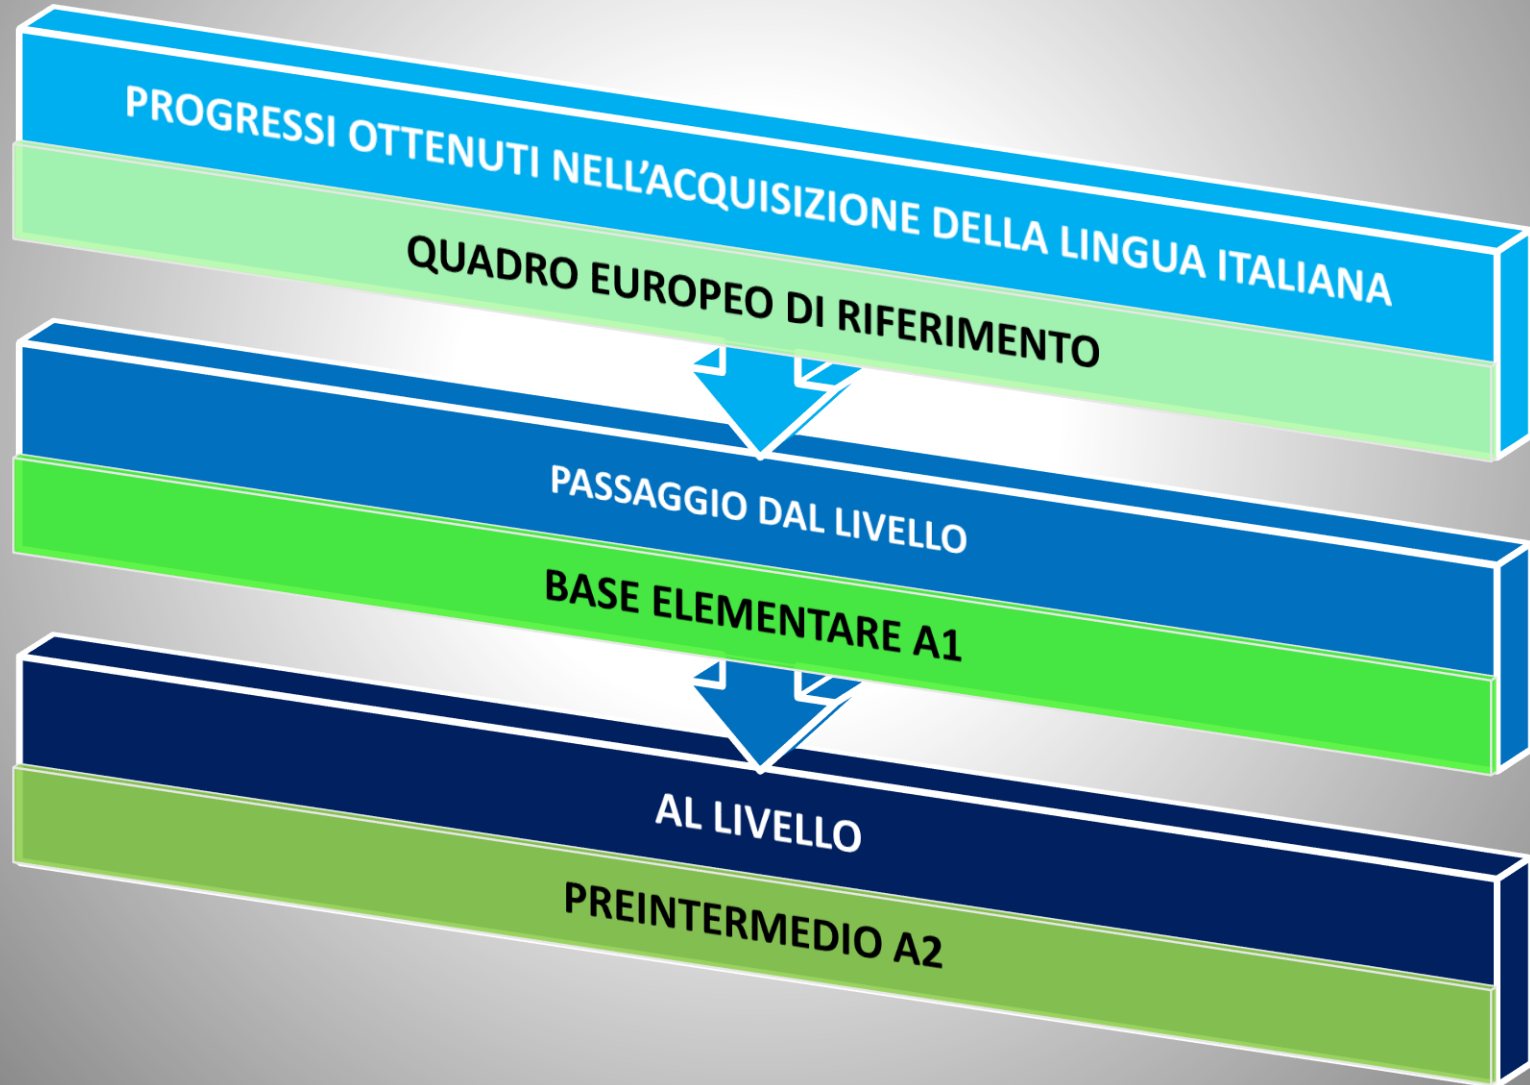 PROGRESSI OTTENUTI NELL’ACQUISIZIONE DELLA LINGUA ITALIANA
QUADRO EUROPEO DI RIFERIMENTO
PASSAGGIO DAL LIVELLO
BASE ELEMENTARE A1
AL LIVELLO
PREINTERMEDIO A2